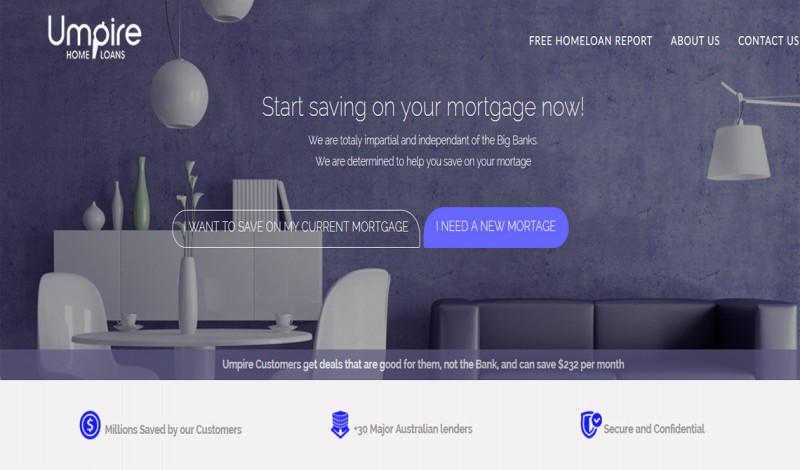 Umpire
HOME LOANS
FREE HOMELOAN REPORT ABOUT US CONTACT US
Start saving on your mortgage now!
We are totaly impartial and independant of the Big Banks
We are determined to help you save on your mortage
I WANT TO SAVE ON MY CURRENT MORTGAGE I NEED A NEW MORTAGE
Umpire Customers get deals that are good for them, not the Bank, and can save $232 per month
Millions Saved by our Customers +30 Major Australian lenders Secure and Confidential